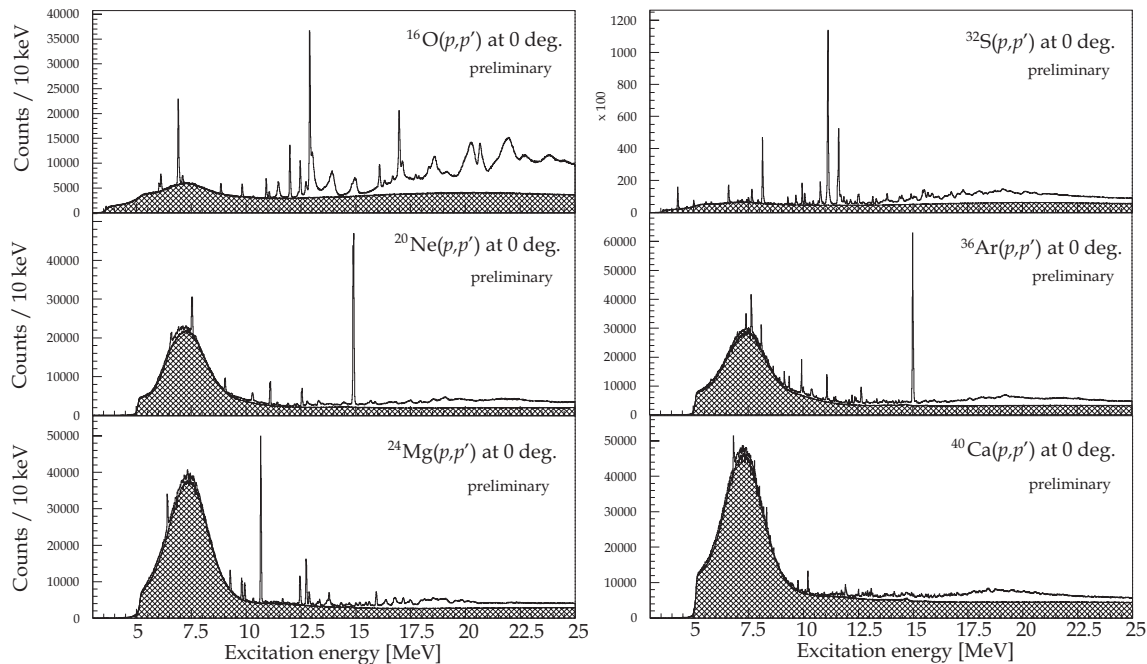 40000
35000
30000
25000
20000
15000
10000
5000
0
Counts / 10 keV
¹⁶O(p,p′) at 0 deg.
preliminary
1200
1000
800
600
400
200
0
x 100
³²S(p,p′) at 0 deg.
preliminary
50000
40000
30000
20000
10000
0
Counts / 10 keV
²⁰Ne(p,p′) at 0 deg.
preliminary
60000
50000
40000
30000
20000
10000
0
³⁶Ar(p,p′) at 0 deg.
preliminary
50000
40000
30000
20000
10000
0
Counts / 10 keV
²⁴Mg(p,p′) at 0 deg.
preliminary
50000
40000
30000
20000
10000
0
⁴⁰Ca(p,p′) at 0 deg.
preliminary
5 7.5 10 12.5 15 17.5 20 22.5 25
Excitation energy [MeV]
5 7.5 10 12.5 15 17.5 20 22.5 25
Excitation energy [MeV]